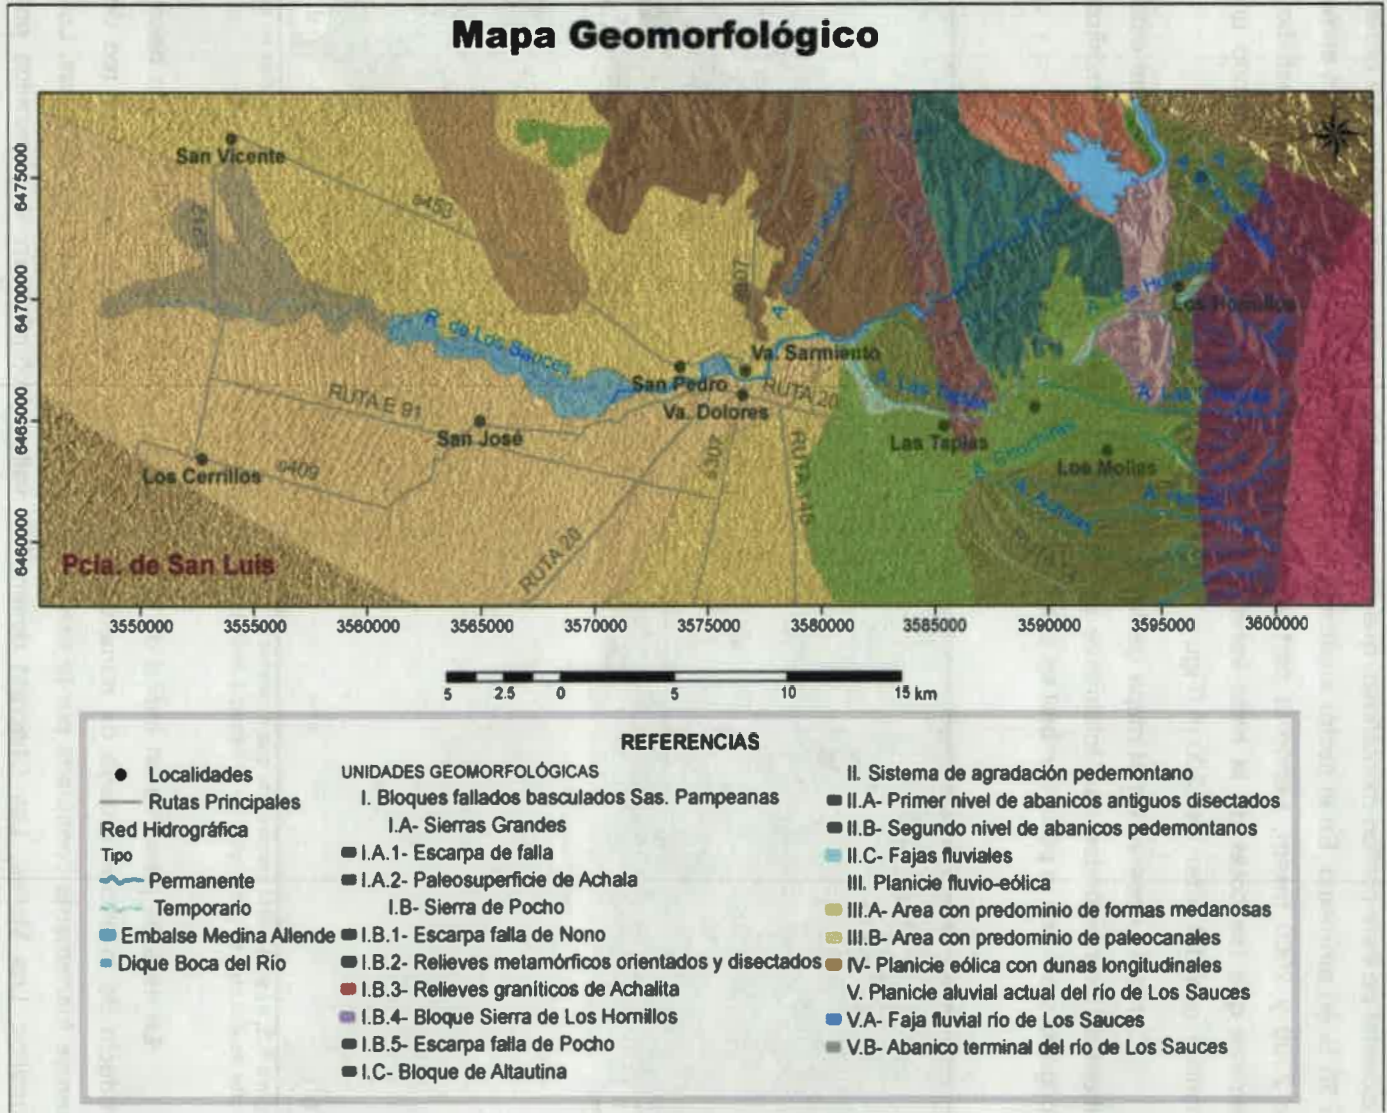 Mapa Geomorfológico
6475000
6470000
6465000
6460000
San Vicente
e453
R. de Los Sauces
San Pedro
Va. Sarmiento
Va. Dolores
RUTA 20
RUTA E 91
San José
Los Cerrillos
e409
RUTA 20
Las Tapias
A. Las Tapias
Los Molles
Los Hornillos
Pcia. de San Luis
3550000 3555000 3560000 3565000 3570000 3575000 3580000 3585000 3590000 3595000 3600000
5 2.5 0 5 10 15 km
REFERENCIAS
Localidades
Rutas Principales
Red Hidrográfica
Tipo
Permanente
Temporario
Embalse Medina Allende
Dique Boca del Río
UNIDADES GEOMORFOLÓGICAS
I. Bloques fallados basculados Sas. Pampeanas
I.A- Sierras Grandes
I.A.1- Escarpa de falla
I.A.2- Paleosuperficie de Achala
I.B- Sierra de Pocho
I.B.1- Escarpa falla de Nono
I.B.2- Relieves metamórficos orientados y disectados
I.B.3- Relieves graníticos de Achalita
I.B.4- Bloque Sierra de Los Hornillos
I.B.5- Escarpa falla de Pocho
I.C- Bloque de Altautina
II. Sistema de agradación pedemontano
II.A- Primer nivel de abanicos antiguos disectados
II.B- Segundo nivel de abanicos pedemontanos
II.C- Fajas fluviales
III. Planicie fluvio-eólica
III.A- Area con predominio de formas medanosas
III.B- Area con predominio de paleocanales
IV- Planicie eólica con dunas longitudinales
V. Planicie aluvial actual del río de Los Sauces
V.A- Faja fluvial río de Los Sauces
V.B- Abanico terminal del río de Los Sauces